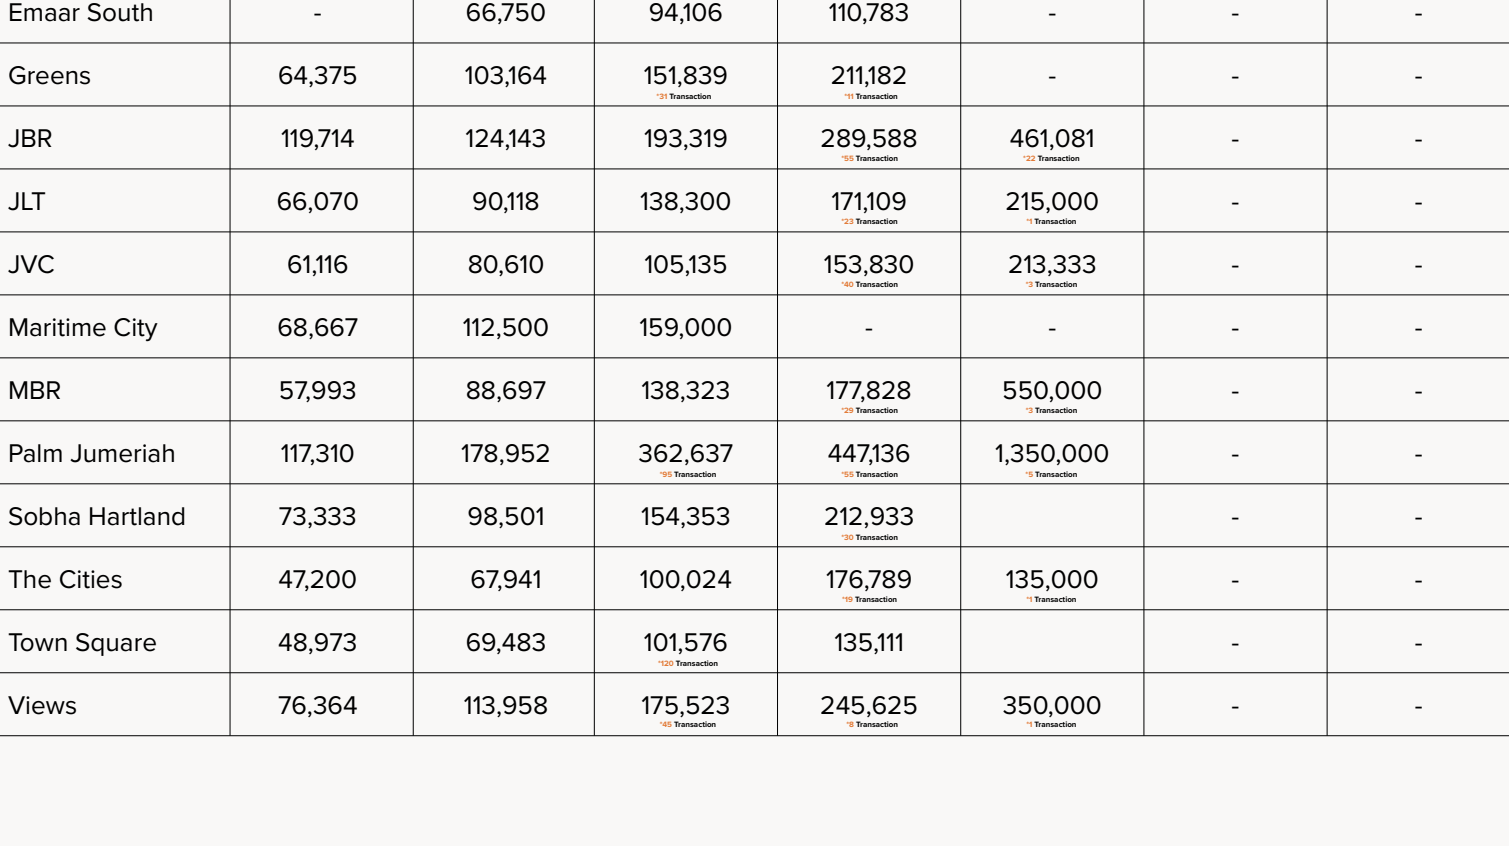 Emaar South - 66,750 94,106 110,783 - - -
Greens 64,375 103,164 151,839 211,182 - - -
*31 Transaction *11 Transaction
JBR 119,714 124,143 193,319 289,588 461,081 - -
*55 Transaction *22 Transaction
JLT 66,070 90,118 138,300 171,109 215,000 - -
*23 Transaction *1 Transaction
JVC 61,116 80,610 105,135 153,830 213,333 - -
*40 Transaction *3 Transaction
Maritime City 68,667 112,500 159,000 - - - -
MBR 57,993 88,697 138,323 177,828 550,000 - -
*29 Transaction *3 Transaction
Palm Jumeriah 117,310 178,952 362,637 447,136 1,350,000 - -
*95 Transaction *55 Transaction *5 Transaction
Sobha Hartland 73,333 98,501 154,353 212,933 - -
*30 Transaction
The Cities 47,200 67,941 100,024 176,789 135,000 - -
*19 Transaction *1 Transaction
Town Square 48,973 69,483 101,576 135,111 - -
*120 Transaction
Views 76,364 113,958 175,523 245,625 350,000 - -
*45 Transaction *8 Transaction *1 Transaction